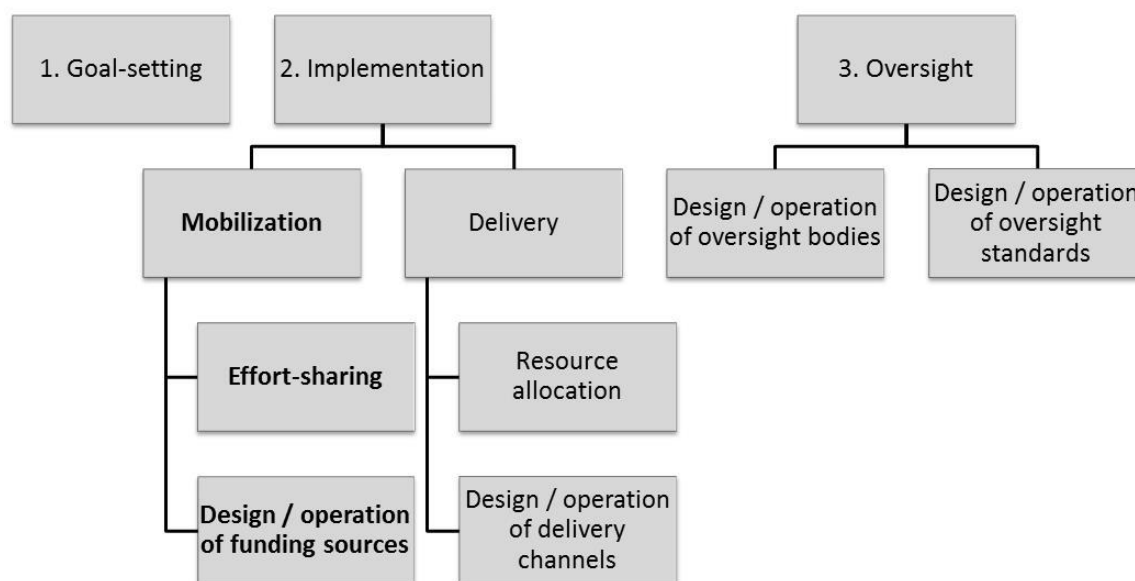 1. Goal-setting
2. Implementation
3. Oversight
Mobilization
Delivery
Design / operation
of oversight bodies
Design / operation
of oversight
standards
Effort-sharing
Resource
allocation
Design / operation
of funding sources
Design / operation
of delivery
channels